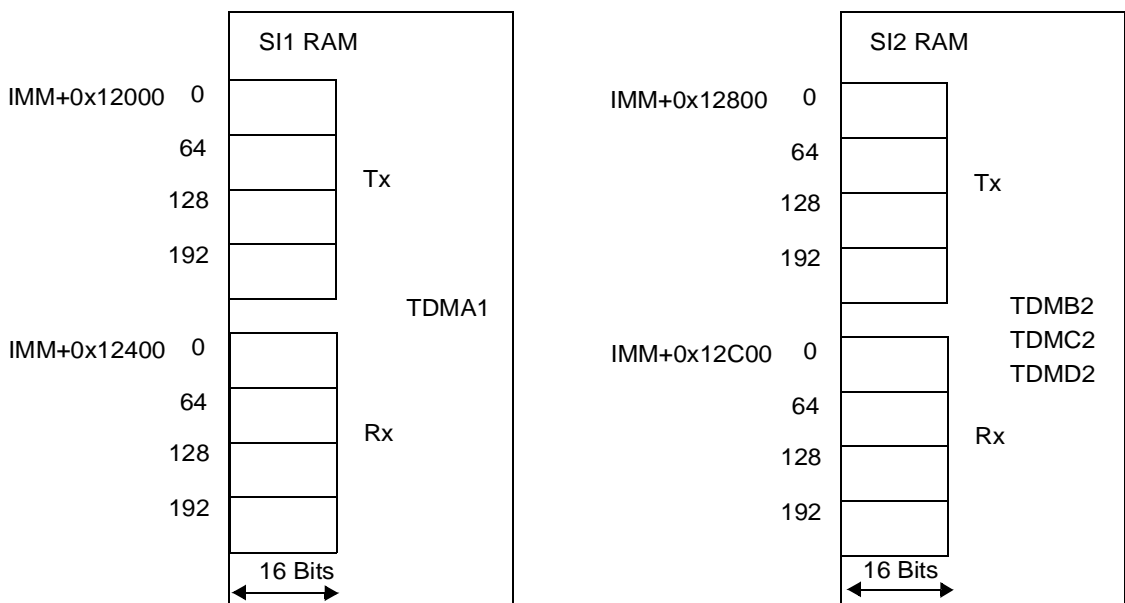 SI1 RAM
IMM+0x12000 0
64
Tx
128
192
TDMA1
IMM+0x12400 0
64
Rx
128
192
16 Bits
SI2 RAM
IMM+0x12800 0
64
Tx
128
192
TDMB2
TDMC2
TDMD2
IMM+0x12C00 0
64
Rx
128
192
16 Bits